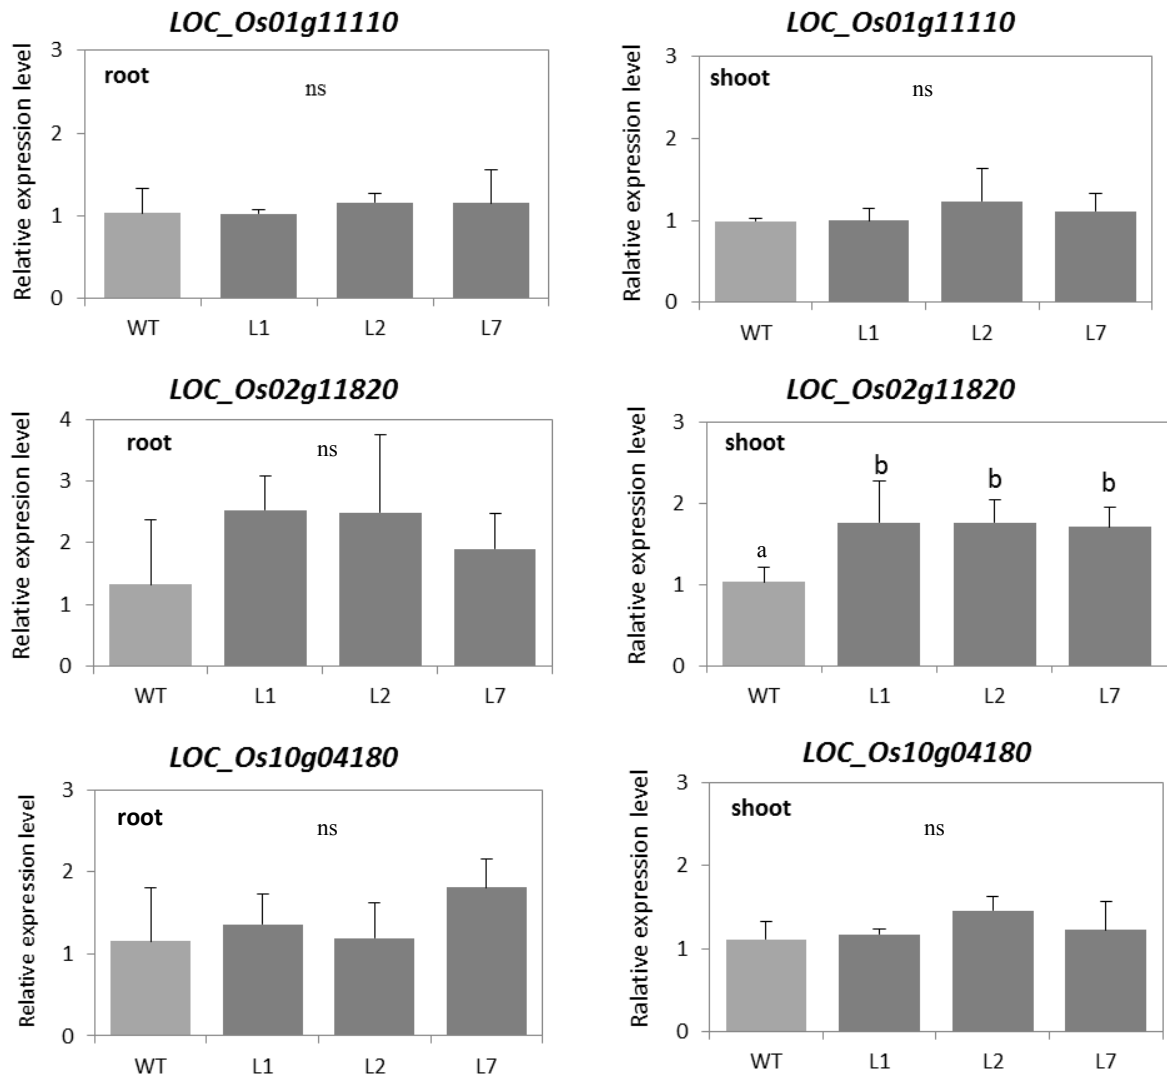 LOC_Os01g11110
Relative expression level
3
2
1
0
root
ns
WT L1 L2 L7
LOC_Os01g11110
Ralative expression level
3
2
1
0
shoot
ns
WT L1 L2 L7
LOC_Os02g11820
Relative expresion level
4
3
2
1
0
root
ns
WT L1 L2 L7
LOC_Os02g11820
Ralative expression level
3
2
1
0
shoot
a b b b
WT L1 L2 L7
LOC_Os10g04180
Relative expression level
3
2
1
0
root
ns
WT L1 L2 L7
LOC_Os10g04180
Ralative expression level
3
2
1
0
shoot
ns
WT L1 L2 L7